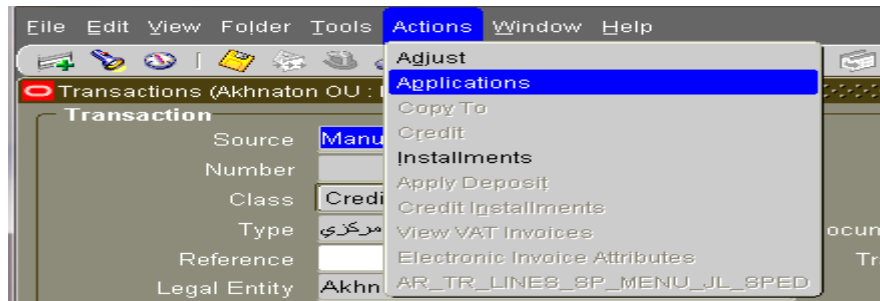 File Edit View Folder Tools Actions Window Help
Transactions (Akhnaton OU :
Transaction
Source Manu
Number
Class Credi
Type مركزي
Reference
Legal Entity Akhn
Adjust
Applications
Copy To
Credit
Installments
Apply Deposit
Credit Installments
View VAT Invoices
Electronic Invoice Attributes
AR_TR_LINES_SP_MENU_JL_SPED
ocun
Tr